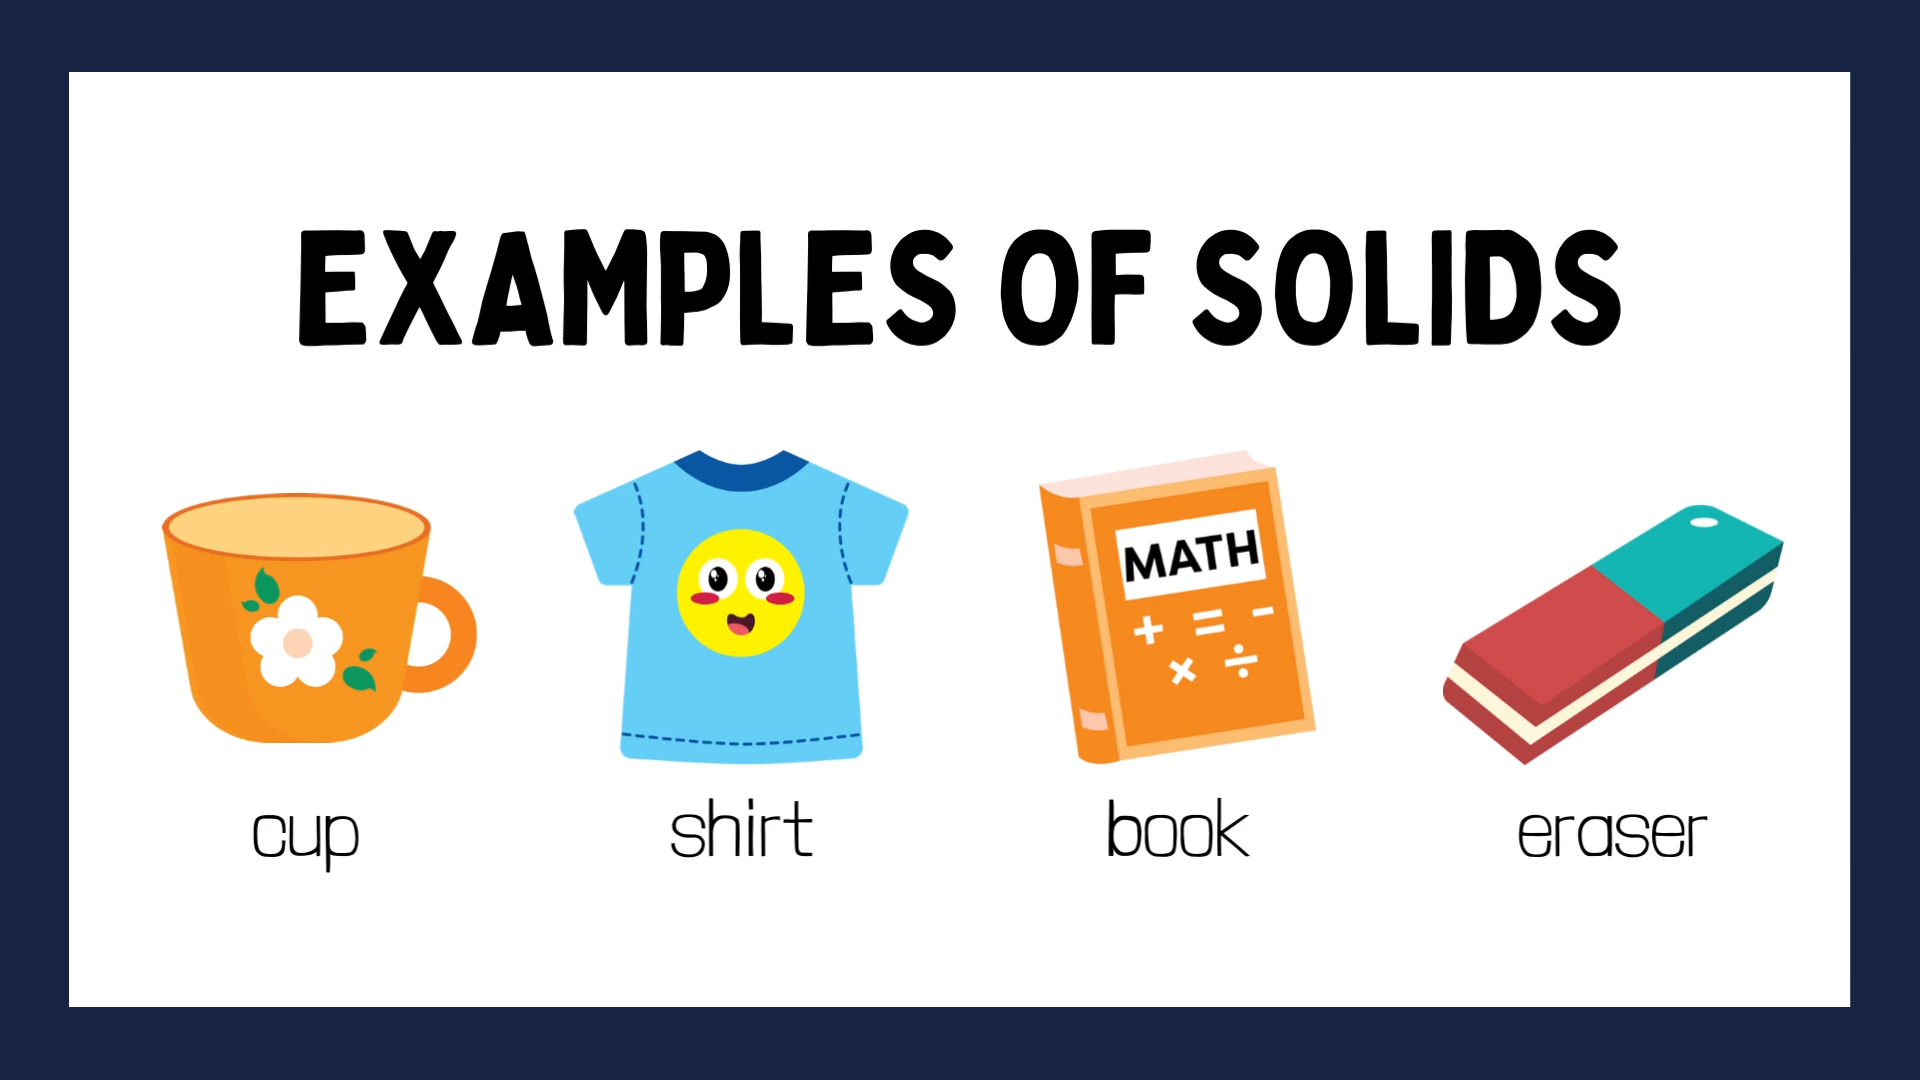 EXAMPLES OF SOLIDS
MATH
+ = -
× ÷
cup
shirt
book
eraser